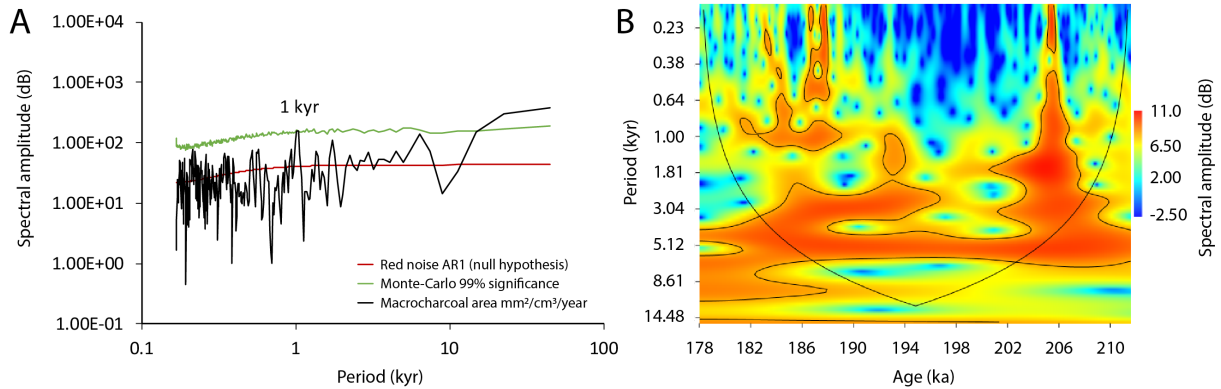 A
1.00E+04
1.00E+03
1.00E+02
1.00E+01
1.00E+00
1.00E-01
Spectral amplitude (dB)
1 kyr
Red noise AR1 (null hypothesis)
Monte-Carlo 99% significance
Macrocharcoal area mm²/cm³/year
0.1 1 10 100
Period (kyr)
B
0.23
0.38
0.64
1.00
1.81
3.04
5.12
8.61
14.48
Period (kyr)
178 182 186 190 194 198 202 206 210
Age (ka)
11.0
6.50
2.00
-2.50
Spectral amplitude (dB)